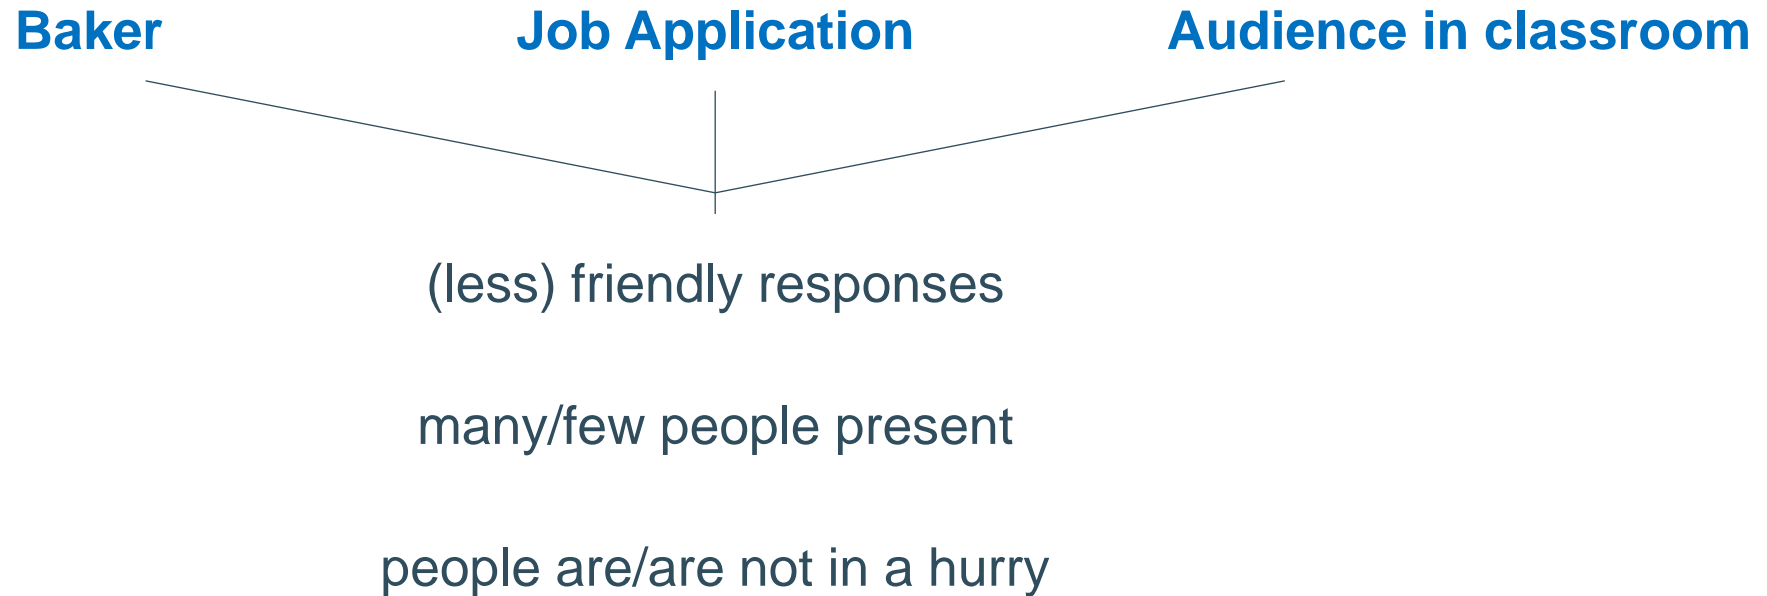 Baker
Job Application
Audience in classroom
(less) friendly responses
many/few people present
people are/are not in a hurry